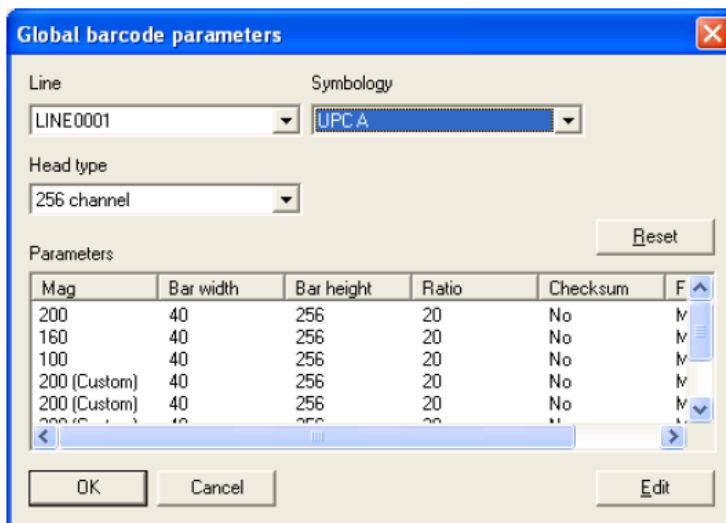 Global barcode parameters
Line Symbology
LINE0001 UPC A
Head type
256 channel
Reset
Parameters
Mag Bar width Bar height Ratio Checksum F
200 40 256 20 No M
160 40 256 20 No M
100 40 256 20 No M
200 (Custom) 40 256 20 No M
200 (Custom) 40 256 20 No M
OK Cancel Edit